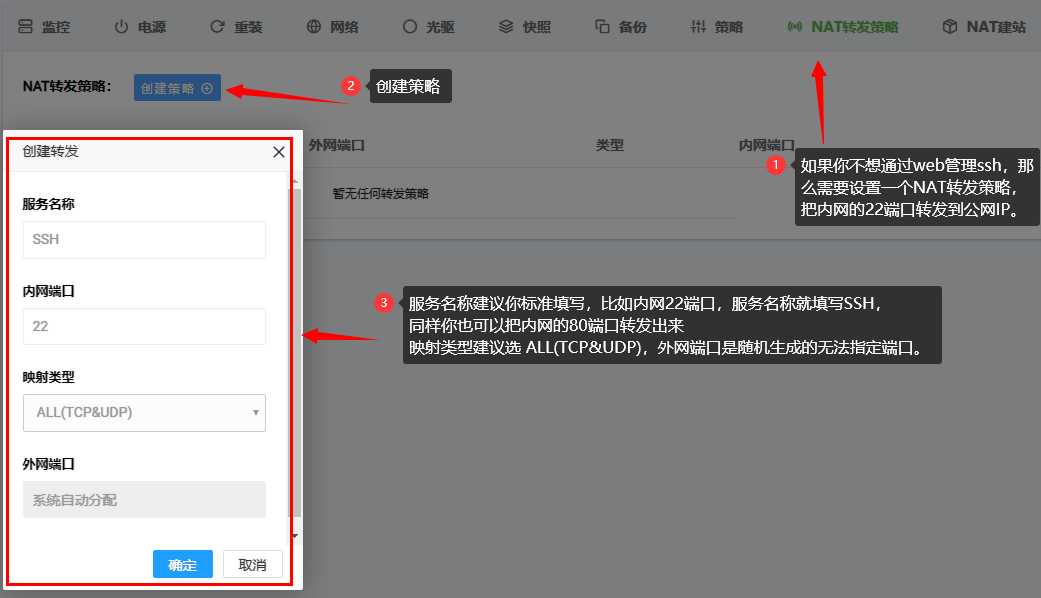 监控
电源
重装
网络
光驱
快照
备份
策略
NAT转发策略
NAT建站
NAT转发策略：
创建策略
2
创建策略
外网端口
类型
内网端口
暂无任何转发策略
1
如果你不想通过web管理ssh，那
么需要设置一个NAT转发策略，
把内网的22端口转发到公网IP。
创建转发
服务名称
SSH
内网端口
22
映射类型
ALL(TCP&UDP)
外网端口
系统自动分配
确定
取消
3
服务名称建议你标准填写，比如内网22端口，服务名称就填写SSH，
同样你也可以把内网的80端口转发出来
映射类型建议选 ALL(TCP&UDP)，外网端口是随机生成的无法指定端口。